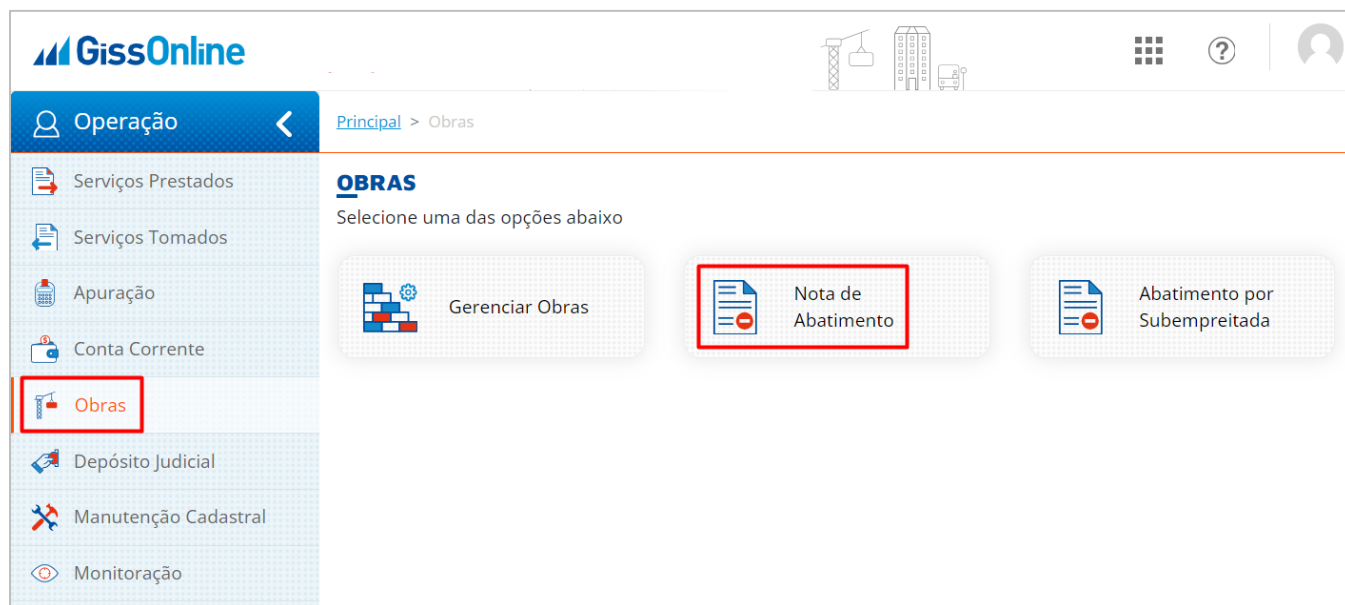 GissOnline
Operação
Principal > Obras
Serviços Prestados
Serviços Tomados
Apuração
Conta Corrente
Obras
Depósito Judicial
Manutenção Cadastral
Monitoração
OBRAS
Selecione uma das opções abaixo
Gerenciar Obras
Nota de
Abatimento
Abatimento por
Subempreitada